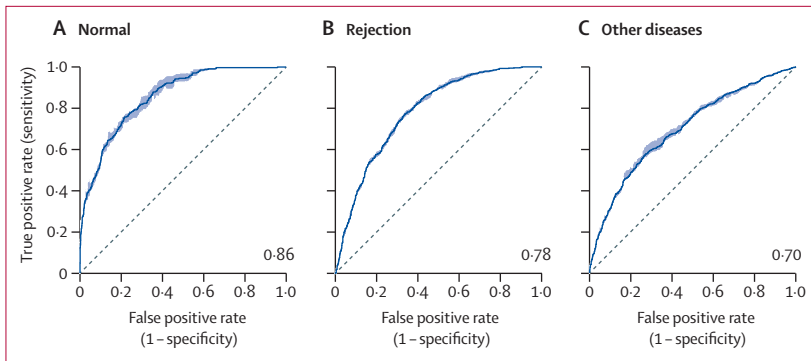 A Normal
B Rejection
C Other diseases
True positive rate (sensitivity)
1·0
0·8
0·6
0·4
0·2
0
0·86
0 0·2 0·4 0·6 0·8 1·0
False positive rate
(1 – specificity)
0·78
0 0·2 0·4 0·6 0·8 1·0
False positive rate
(1 – specificity)
0·70
0 0·2 0·4 0·6 0·8 1·0
False positive rate
(1 – specificity)